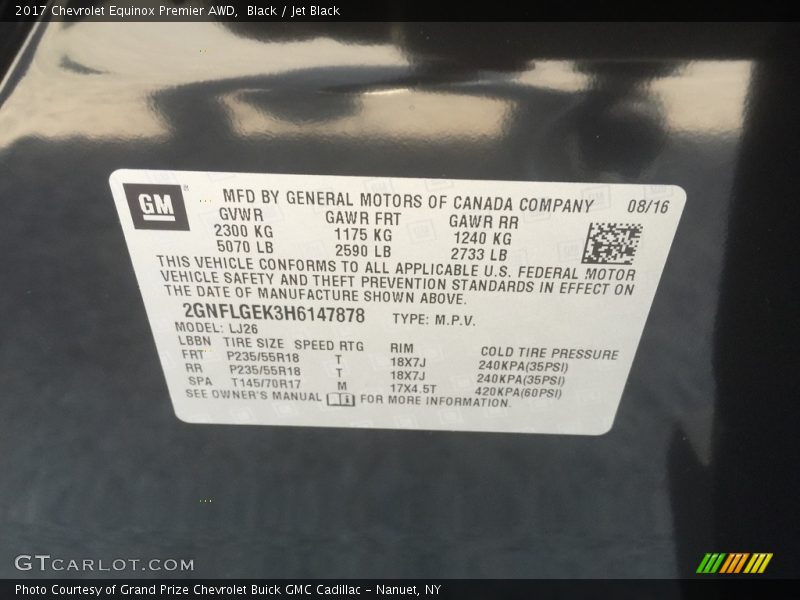 2017 Chevrolet Equinox Premier AWD, Black / Jet Black
GM
MFD BY GENERAL MOTORS OF CANADA COMPANY 08/16
GVWR GAWR FRT GAWR RR
2300 KG 1175 KG 1240 KG
5070 LB 2590 LB 2733 LB
THIS VEHICLE CONFORMS TO ALL APPLICABLE U.S. FEDERAL MOTOR
VEHICLE SAFETY AND THEFT PREVENTION STANDARDS IN EFFECT ON
THE DATE OF MANUFACTURE SHOWN ABOVE.
2GNFLGEK3H6147878 TYPE: M.P.V.
MODEL: LJ26
LBBN TIRE SIZE SPEED RTG RIM COLD TIRE PRESSURE
FRT P235/55R18 T 18X7J 240KPA(35PSI)
RR P235/55R18 T 18X7J 240KPA(35PSI)
SPA T145/70R17 M 17X4.5T 420KPA(60PSI)
SEE OWNER'S MANUAL FOR MORE INFORMATION.
GTCARLOT.COM
Photo Courtesy of Grand Prize Chevrolet Buick GMC Cadillac - Nanuet, NY